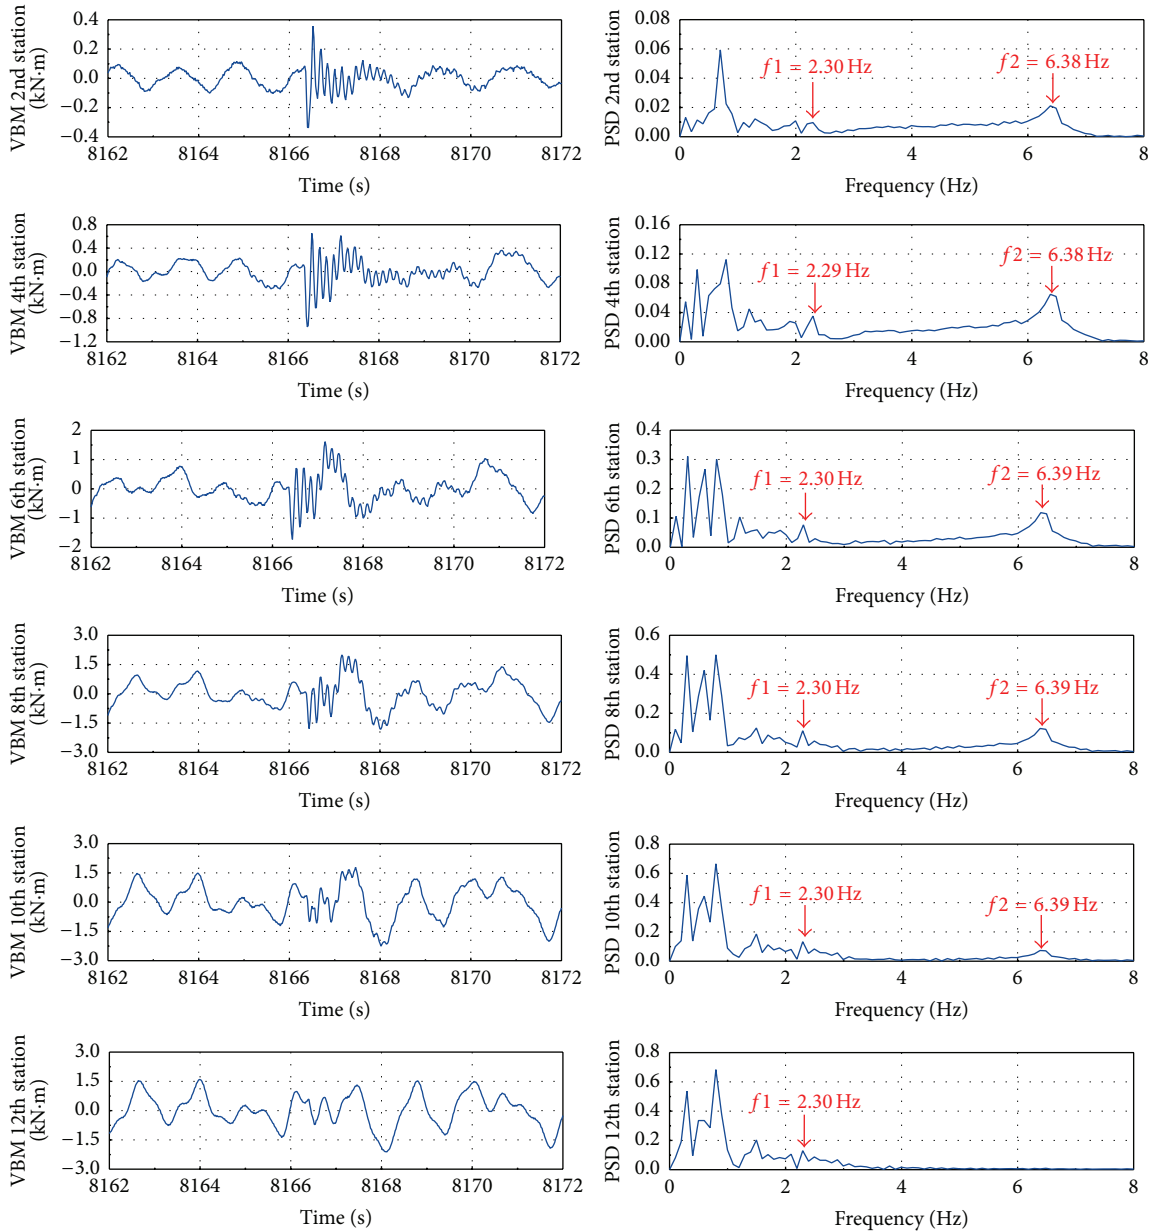 VBM 2nd station
(kN·m)
0.4
0.2
0.0
−0.2
−0.4
8162 8164 8166 8168 8170 8172
Time (s)
PSD 2nd station
0.08
0.06
0.04
0.02
0.00
f1 = 2.30 Hz
f2 = 6.38 Hz
0 2 4 6 8
Frequency (Hz)
VBM 4th station
(kN·m)
0.8
0.4
0.0
−0.4
−0.8
−1.2
8162 8164 8166 8168 8170 8172
Time (s)
PSD 4th station
0.16
0.12
0.08
0.04
0.00
f1 = 2.29 Hz
f2 = 6.38 Hz
0 2 4 6 8
Frequency (Hz)
VBM 6th station
(kN·m)
2
1
0
−1
−2
8162 8164 8166 8168 8170 8172
Time (s)
PSD 6th station
0.4
0.3
0.2
0.1
0.0
f1 = 2.30 Hz
f2 = 6.39 Hz
0 2 4 6 8
Frequency (Hz)
VBM 8th station
(kN·m)
3.0
1.5
0.0
−1.5
−3.0
8162 8164 8166 8168 8170 8172
Time (s)
PSD 8th station
0.6
0.4
0.2
0.0
f1 = 2.30 Hz
f2 = 6.39 Hz
0 2 4 6 8
Frequency (Hz)
VBM 10th station
(kN·m)
3.0
1.5
0.0
−1.5
−3.0
8162 8164 8166 8168 8170 8172
Time (s)
PSD 10th station
0.8
0.6
0.4
0.2
0.0
f1 = 2.30 Hz
f2 = 6.39 Hz
0 2 4 6 8
Frequency (Hz)
VBM 12th station
(kN·m)
3.0
1.5
0.0
−1.5
−3.0
8162 8164 8166 8168 8170 8172
Time (s)
PSD 12th station
0.8
0.6
0.4
0.2
0.0
f1 = 2.30 Hz
0 2 4 6 8
Frequency (Hz)